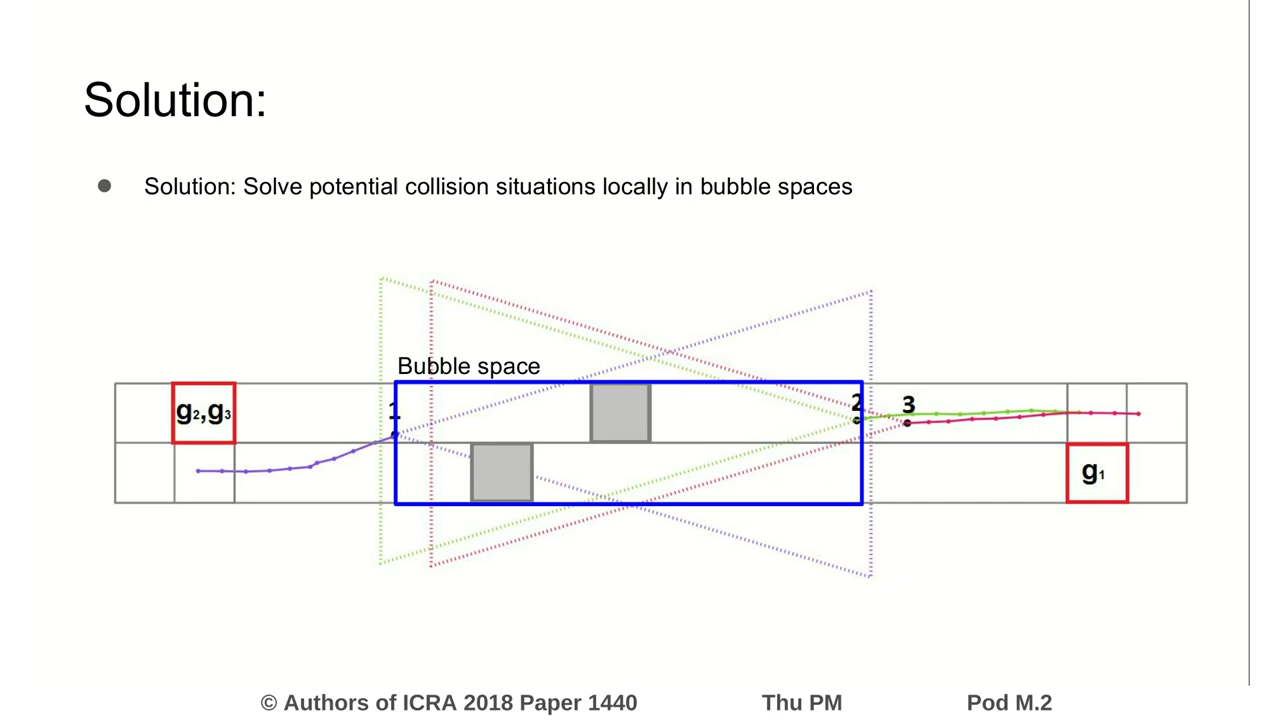 Solution:
● Solution: Solve potential collision situations locally in bubble spaces
Bubble space
g2,g3
1
2
3
g1
© Authors of ICRA 2018 Paper 1440 Thu PM Pod M.2